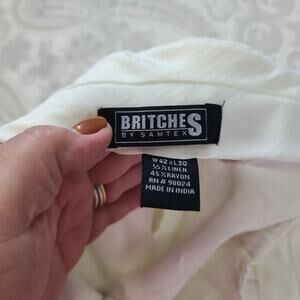 BRITCHES
BY SAMTEX
W42XL30
55%LINEN
45%RAYON
RN# 98024
MADE IN INDIA